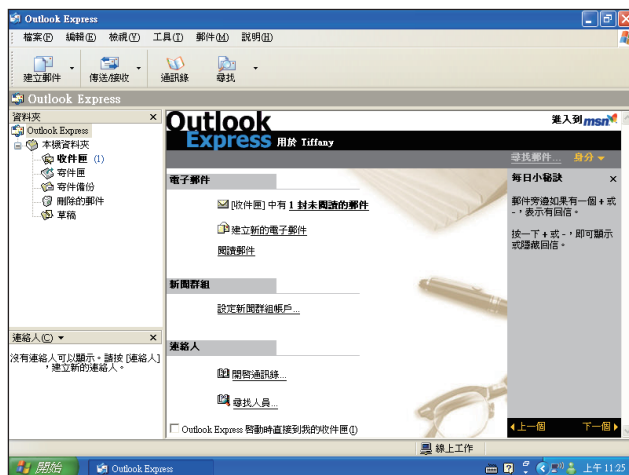 Outlook Express
檔案(F) 編輯(E) 檢視(V) 工具(T) 郵件(M) 說明(H)
建立郵件 傳送/接收 通訊錄 尋找
Outlook Express
資料夾 ×
Outlook Express
本機資料夾
收件匣 (1)
寄件匣
寄件備份
刪除的郵件
草稿
連絡人(C) ×
沒有連絡人可以顯示。請按 [連絡人]
，建立新的連絡人。
Outlook
Express 用於 Tiffany
進入到 msn
尋找郵件... 身分
電子郵件
[收件匣] 中有 1 封未閱讀的郵件
建立新的電子郵件
閱讀郵件
新聞群組
設定新聞群組帳戶...
連絡人
開啟通訊錄...
尋找人員...
Outlook Express 啟動時直接到我的收件匣(I)
每日小秘訣 ×
郵件旁邊如果有一個 + 或
-，表示有回信。
按一下 + 或 -，即可顯示
或隱藏回信。
上一個 下一個
線上工作
開始 Outlook Express 上午 11:25